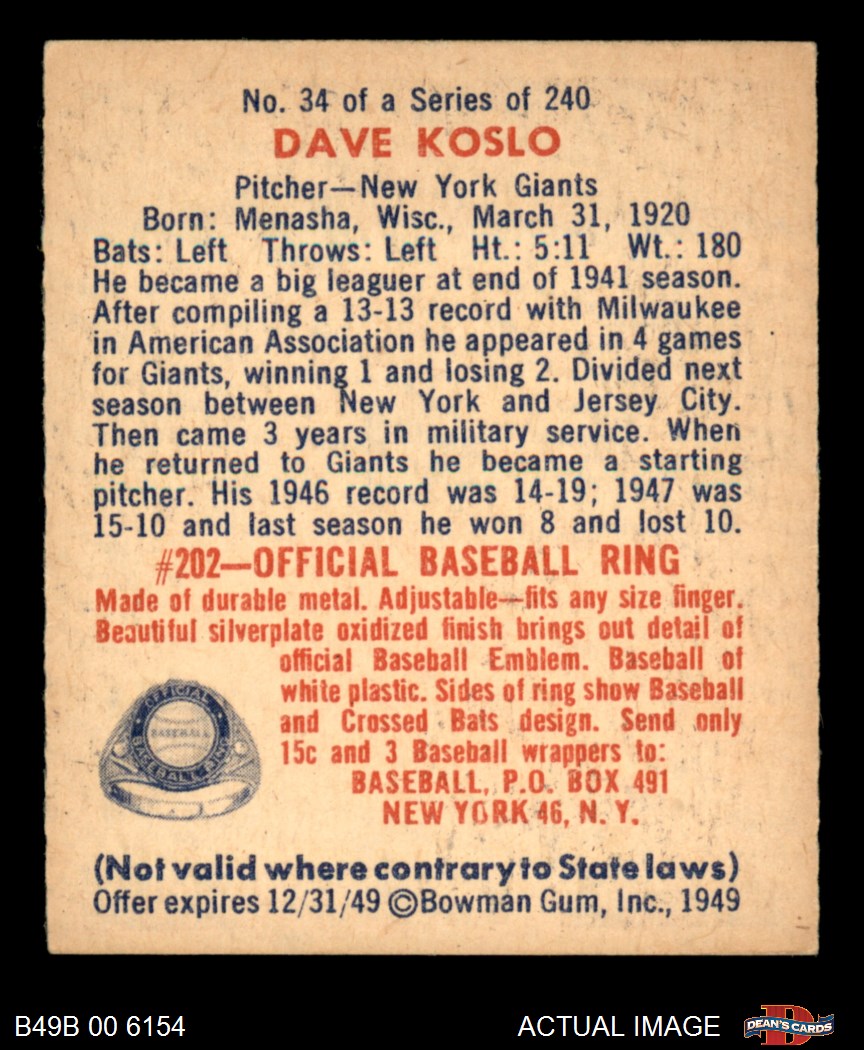 No. 34 of a Series of 240
DAVE KOSLO
Pitcher—New York Giants
Born: Menasha, Wisc., March 31, 1920
Bats: Left Throws: Left Ht.: 5:11 Wt.: 180
He became a big leaguer at end of 1941 season.
After compiling a 13-13 record with Milwaukee
in American Association he appeared in 4 games
for Giants, winning 1 and losing 2. Divided next
season between New York and Jersey City.
Then came 3 years in military service. When
he returned to Giants he became a starting
pitcher. His 1946 record was 14-19; 1947 was
15-10 and last season he won 8 and lost 10.
#202—OFFICIAL BASEBALL RING
Made of durable metal. Adjustable—fits any size finger.
Beautiful silverplate oxidized finish brings out detail of
official Baseball Emblem. Baseball of
white plastic. Sides of ring show Baseball
and Crossed Bats design. Send only
15c and 3 Baseball wrappers to:
BASEBALL, P.O. BOX 491
NEW YORK 46, N. Y.
OFFICIAL
BASEBALL
BASEBALL RING
(Not valid where contrary to State laws)
Offer expires 12/31/49 ©Bowman Gum, Inc., 1949
B49B 00 6154
ACTUAL IMAGE
D
DEAN'S CARDS